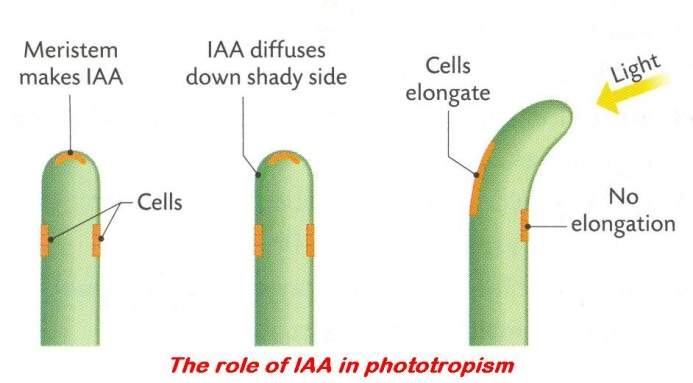 Meristem
makes IAA
IAA diffuses
down shady side
Cells
elongate
Light
Cells
No
elongation
The role of IAA in phototropism